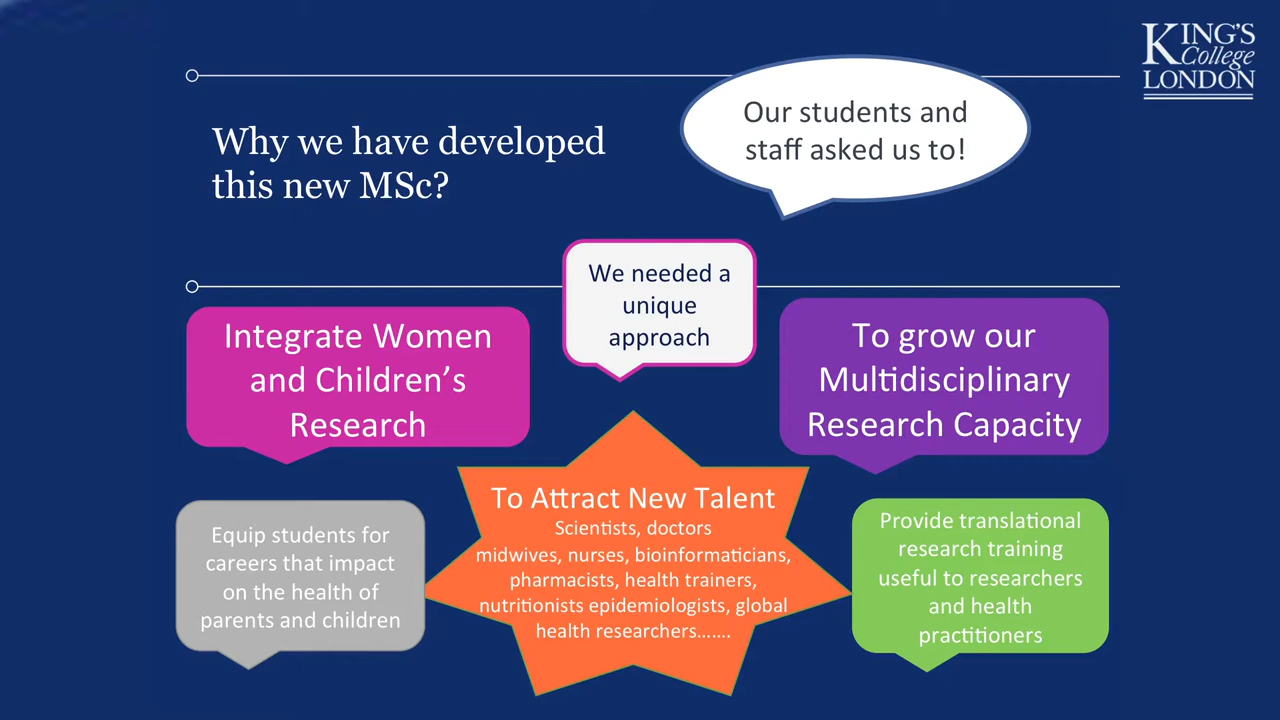 KING'S
College
LONDON
Our students and
staff asked us to!
Why we have developed
this new MSc?
We needed a
unique
approach
Integrate Women
and Children’s
Research
To grow our
Multidisciplinary
Research Capacity
To Attract New Talent
Scientists, doctors
midwives, nurses, bioinformaticians,
pharmacists, health trainers,
nutritionists epidemiologists, global
health researchers…….
Equip students for
careers that impact
on the health of
parents and children
Provide translational
research training
useful to researchers
and health
practitioners